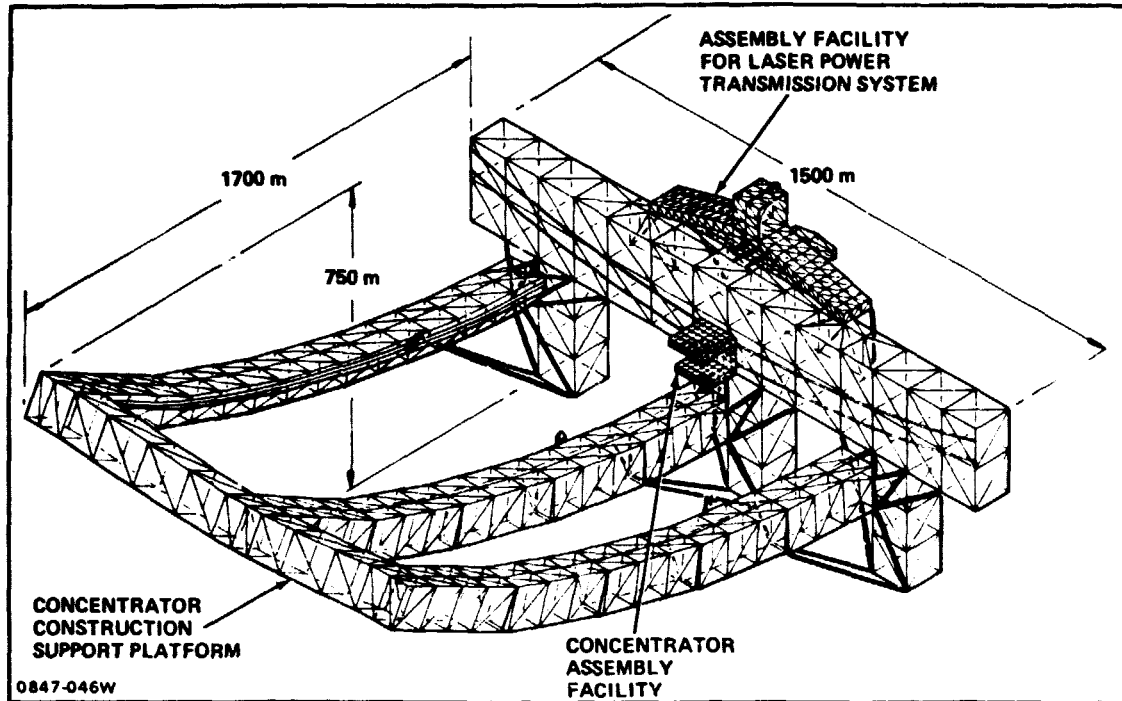 ASSEMBLY FACILITY
FOR LASER POWER
TRANSMISSION SYSTEM
1700 m
1500 m
750 m
CONCENTRATOR
CONSTRUCTION
SUPPORT PLATFORM
CONCENTRATOR
ASSEMBLY
FACILITY
0847-046W